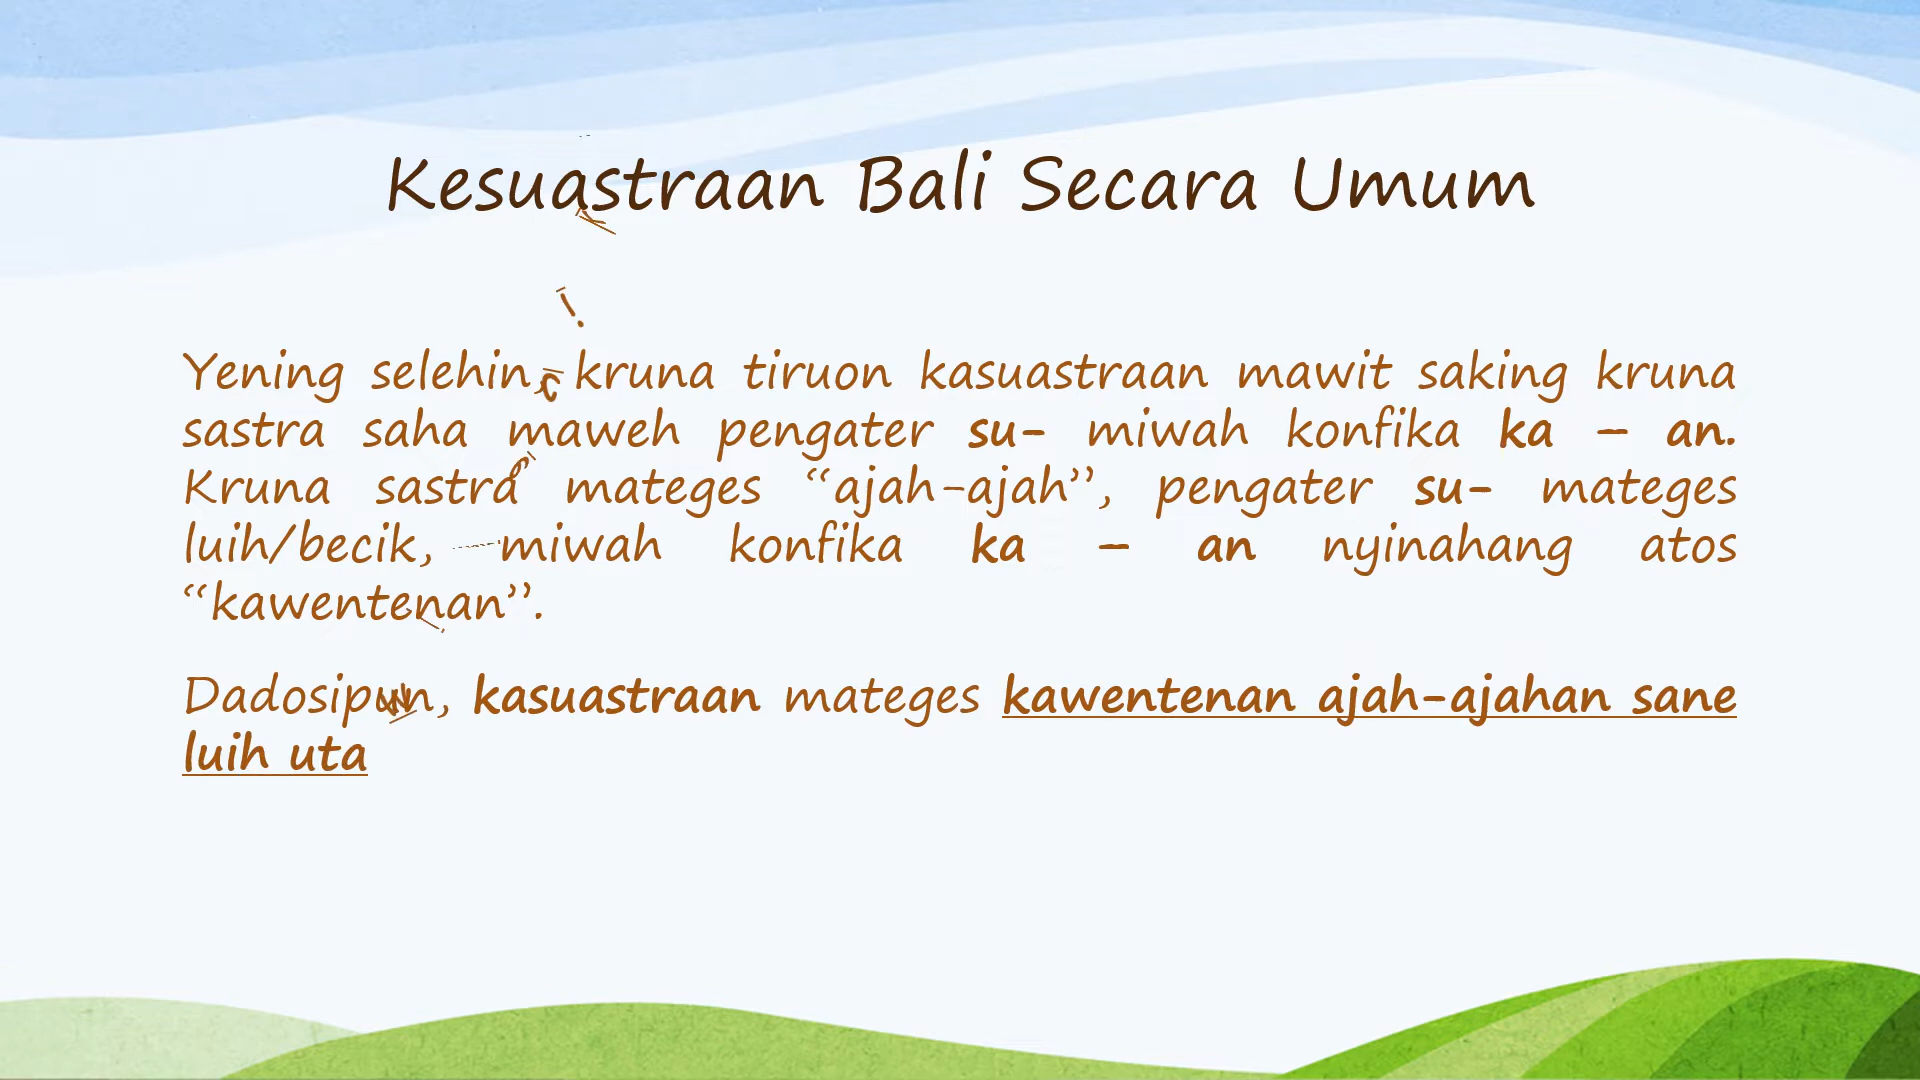 Kesuastraan Bali Secara Umum
Yening selehin, kruna tiruon kasuastraan mawit saking kruna
sastra saha maweh pengater su- miwah konfika ka – an.
Kruna sastra mateges “ajah-ajah”, pengater su- mateges
luih/becik, miwah konfika ka – an nyinahang atos
“kawentenan”.
Dadosipun, kasuastraan mateges kawentenan ajah-ajahan sane
luih uta